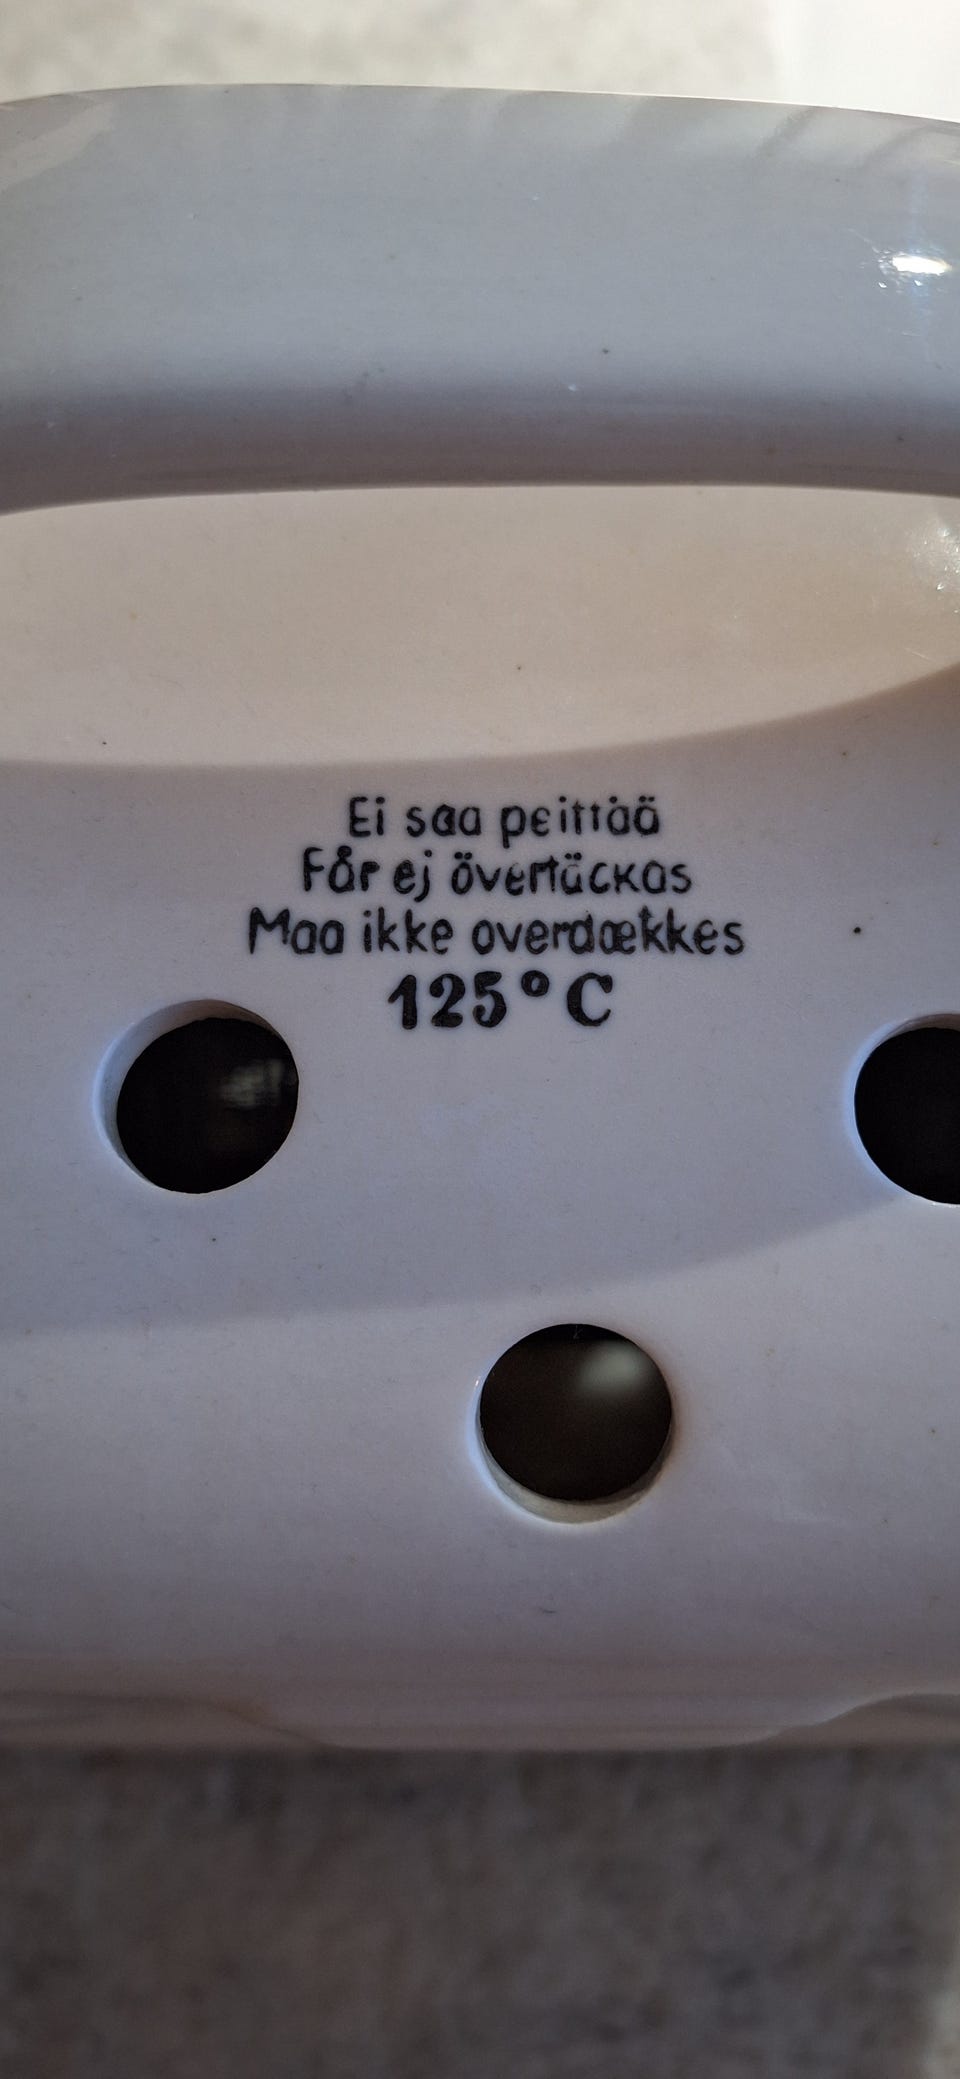 Ei saa peittää
Får ej övertäckas
Maa ikke overdækkes
125° C